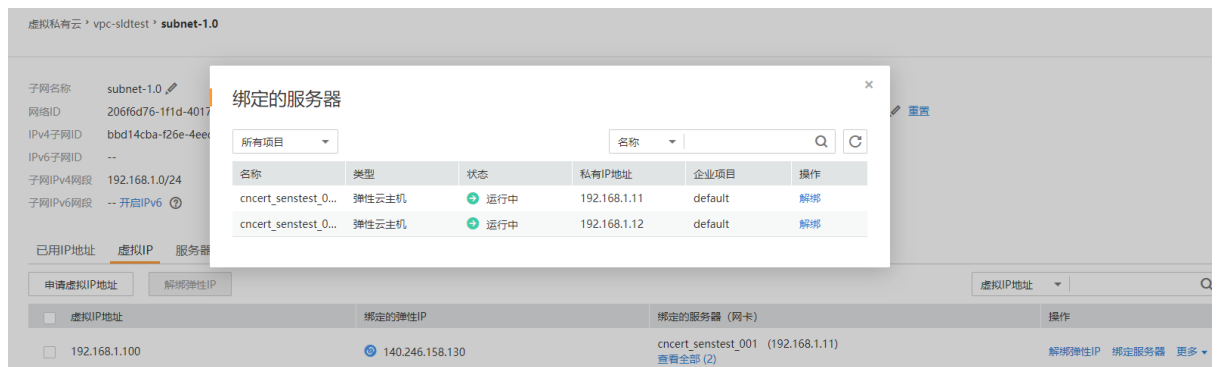 虚拟私有云 › vpc-sldtest › subnet-1.0
子网名称 subnet-1.0
网络ID 206f6d76-1f1d-4017
重置
IPv4子网ID bbd14cba-f26e-4eec
IPv6子网ID --
子网IPv4网段 192.168.1.0/24
子网IPv6网段 -- 开启IPv6
绑定的服务器 ×
所有项目 名称
名称 类型 状态 私有IP地址 企业项目 操作
cncert_senstest_0... 弹性云主机 运行中 192.168.1.11 default 解绑
cncert_senstest_0... 弹性云主机 运行中 192.168.1.12 default 解绑
已用IP地址 虚拟IP 服务器
申请虚拟IP地址 解绑弹性IP 虚拟IP地址
虚拟IP地址 绑定的弹性IP 绑定的服务器（网卡） 操作
192.168.1.100 140.246.158.130 cncert_senstest_001 (192.168.1.11) 解绑弹性IP 绑定服务器 更多
查看全部 (2)